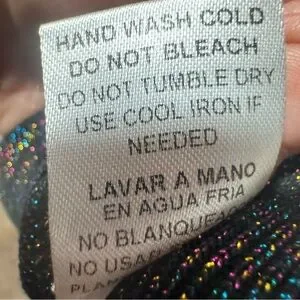 HAND WASH COLD
DO NOT BLEACH
DO NOT TUMBLE DRY
USE COOL IRON IF
NEEDED
LAVAR A MANO
EN AGUA FRIA
NO
NO